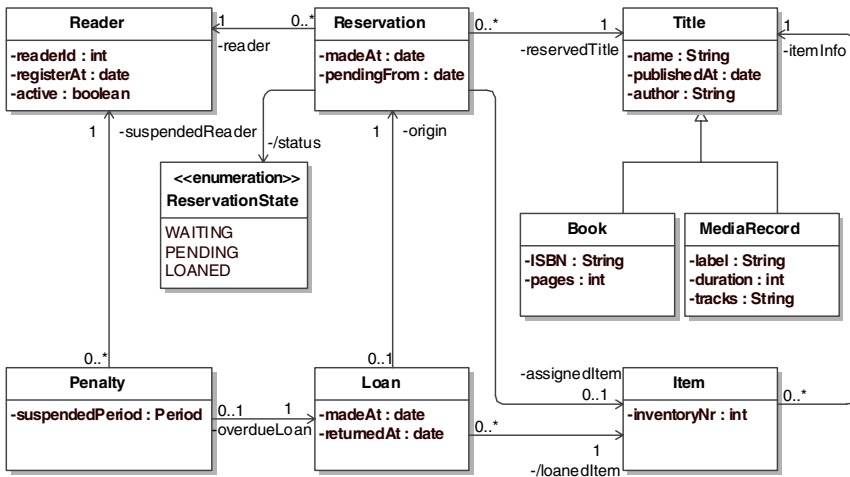 Reader
-readerId : int
-registerAt : date
-active : boolean
1
-reader
0..*
Reservation
-madeAt : date
-pendingFrom : date
0..*
1
-reservedTitle
Title
-name : String
-publishedAt : date
-author : String
1
-itemInfo
1
-suspendedReader
-/status
1
-origin
<<enumeration>>
ReservationState
WAITING
PENDING
LOANED
Book
-ISBN : String
-pages : int
MediaRecord
-label : String
-duration : int
-tracks : String
0..*
Penalty
-suspendedPeriod : Period
0..1
1
-overdueLoan
0..1
Loan
-madeAt : date
-returnedAt : date
-assignedItem
0..1
0..*
1
-/loanedItem
Item
-inventoryNr : int
0..*